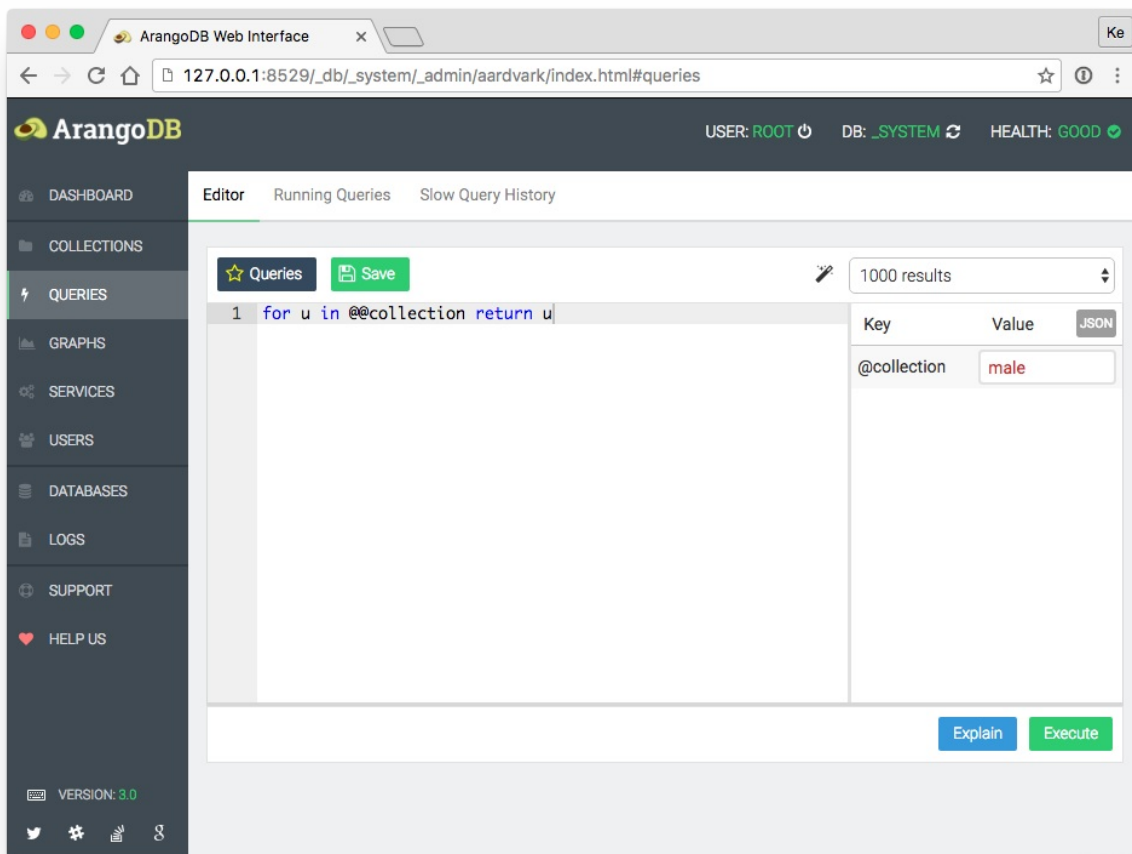 ArangoDB Web Interface
Ke
127.0.0.1:8529/_db/_system/_admin/aardvark/index.html#queries
ArangoDB
USER: ROOT DB: _SYSTEM HEALTH: GOOD
DASHBOARD
COLLECTIONS
QUERIES
GRAPHS
SERVICES
USERS
DATABASES
LOGS
SUPPORT
HELP US
VERSION: 3.0
Editor Running Queries Slow Query History
Queries Save 1000 results
1 for u in @@collection return u
Key Value JSON
@collection male
Explain Execute